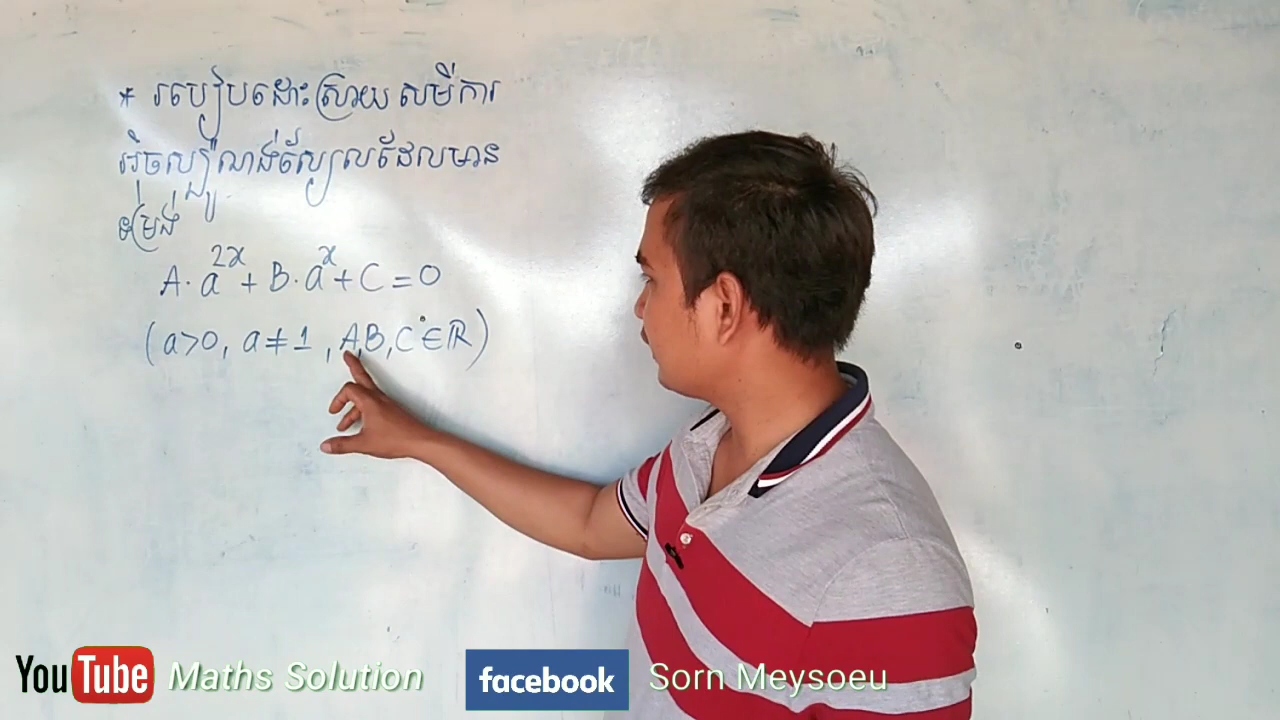 * របៀបដោះស្រាយ សមីការ
អិចស្ប៉ូណង់ស្យែលដែលមាន
ទម្រង់
A· a^{2x} + B· a^{x} + C = 0
(a>0, a≠1, A,B,C ∈ ℝ)
YouTube Maths Solution facebook Sorn Meysoeu